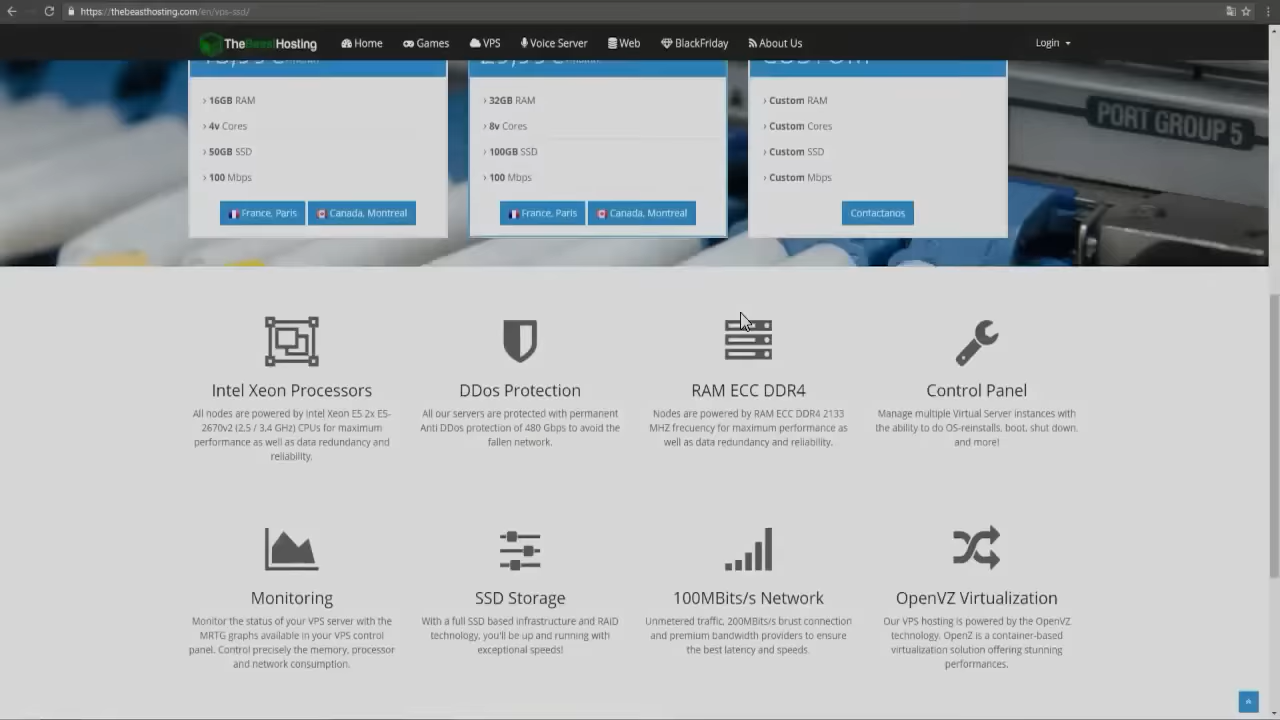 https://thebeasthosting.com/en/vps-ssd/
TheBeastHosting Home Games VPS Voice Server Web BlackFriday About Us Login
› 16GB RAM
› 4v Cores
› 50GB SSD
› 100 Mbps
France, Paris Canada, Montreal
› 32GB RAM
› 8v Cores
› 100GB SSD
› 100 Mbps
France, Paris Canada, Montreal
› Custom RAM
› Custom Cores
› Custom SSD
› Custom Mbps
Contactanos
PORT GROUP 5
Intel Xeon Processors
All nodes are powered by Intel Xeon E5 2x E5-
2670v2 (2,5 / 3,4 GHz) CPUs for maximum
performance as well as data redundancy and
reliability.
DDos Protection
All our servers are protected with permanent
Anti DDos protection of 480 Gbps to avoid the
fallen network.
RAM ECC DDR4
Nodes are powered by RAM ECC DDR4 2133
MHZ frecuency for maximum performance as
well as data redundancy and reliability.
Control Panel
Manage multiple Virtual Server instances with
the ability to do OS-reinstalls, boot, shut down,
and more!
Monitoring
Monitor the status of your VPS server with the
MRTG graphs available in your VPS control
panel. Control precisely the memory, processor
and network consumption.
SSD Storage
With a full SSD based infrastructure and RAID
technology, you'll be up and running with
exceptional speeds!
100MBits/s Network
Unmetered traffic, 200MBits/s brust connection
and premium bandwidth providers to ensure
the best latency and speeds.
OpenVZ Virtualization
Our VPS hosting is powered by the OpenVZ
technology. OpenZ is a container-based
virtualization solution offering stunning
performances.